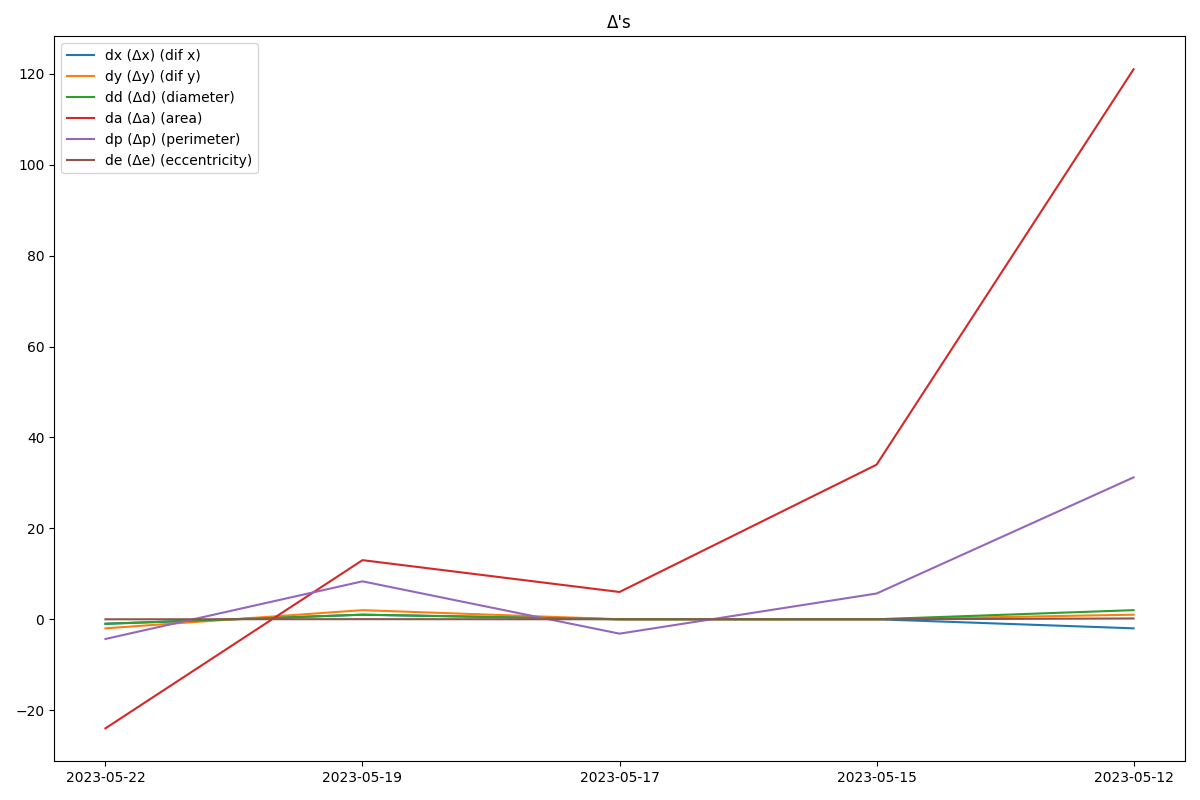 Δ's
dx (Δx) (dif x)
dy (Δy) (dif y)
dd (Δd) (diameter)
da (Δa) (area)
dp (Δp) (perimeter)
de (Δe) (eccentricity)
120
100
80
60
40
20
0
−20
2023-05-22 2023-05-19 2023-05-17 2023-05-15 2023-05-12